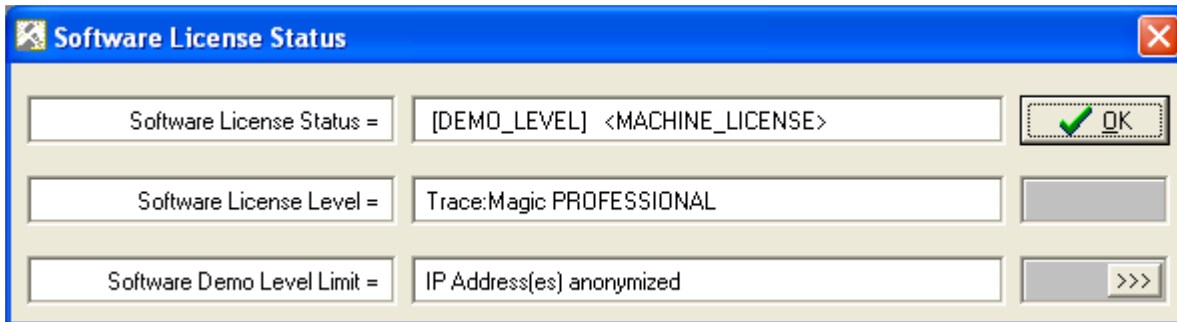 Software License Status
Software License Status = [DEMO_LEVEL] <MACHINE_LICENSE> OK
Software License Level = Trace:Magic PROFESSIONAL
Software Demo Level Limit = IP Address(es) anonymized >>>